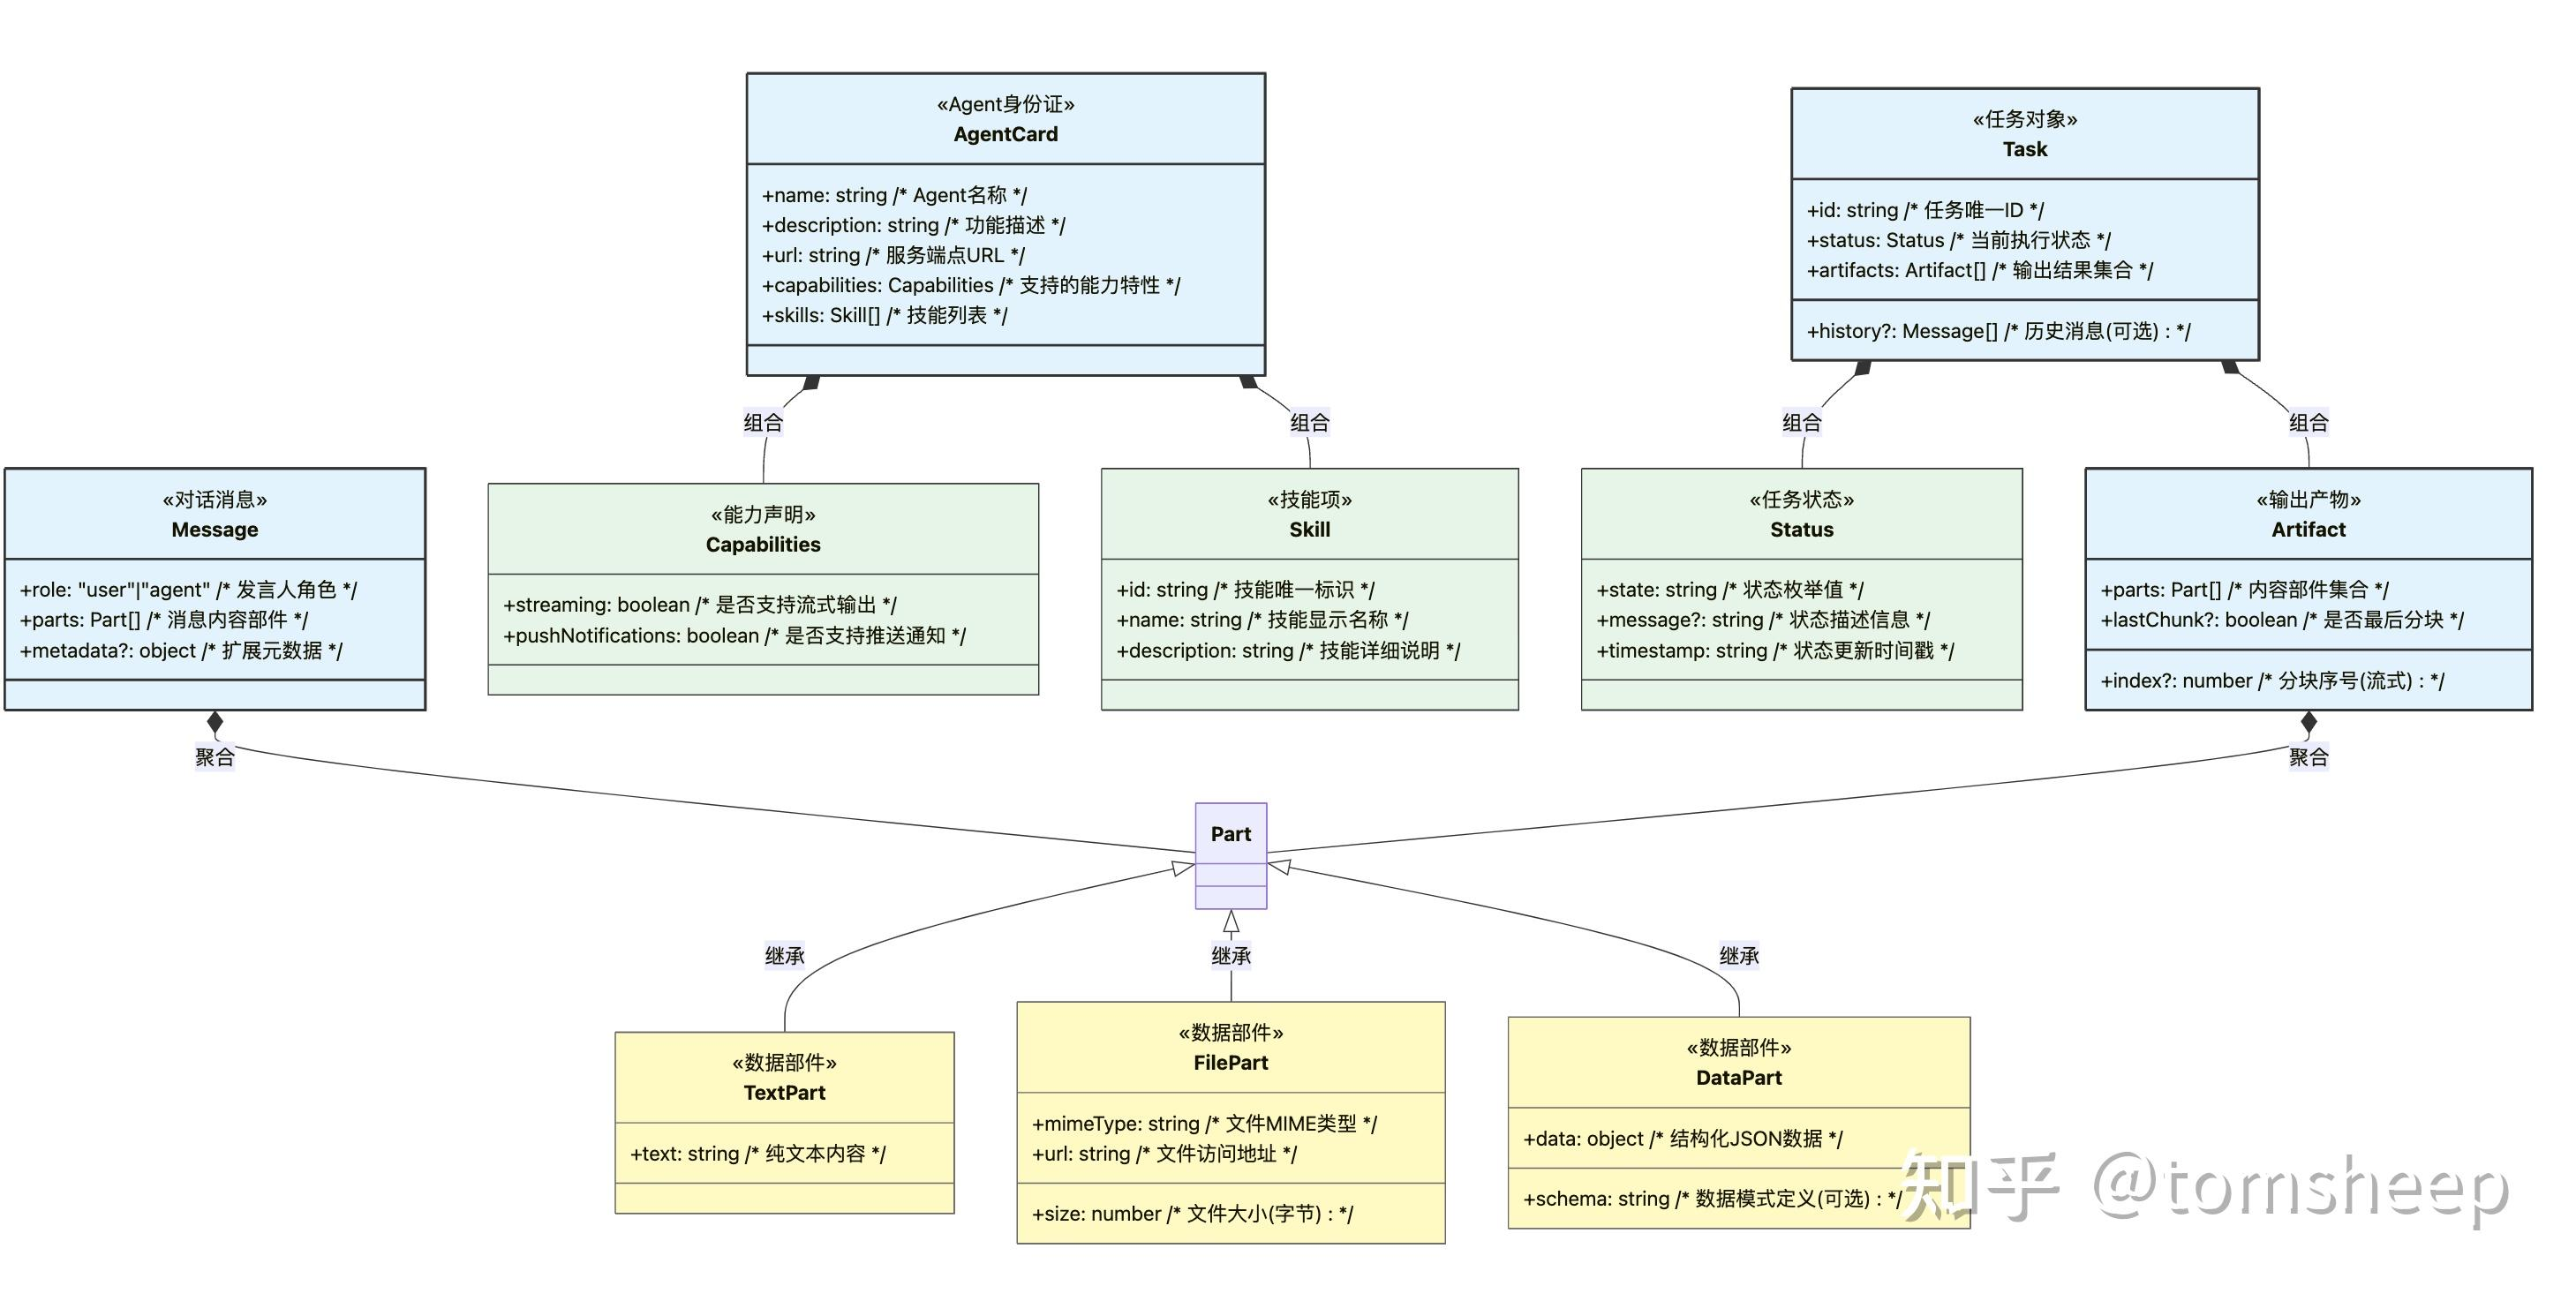 «Agent身份证»
AgentCard
+name: string /* Agent名称 */
+description: string /* 功能描述 */
+url: string /* 服务端点URL */
+capabilities: Capabilities /* 支持的能力特性 */
+skills: Skill[] /* 技能列表 */
«任务对象»
Task
+id: string /* 任务唯一ID */
+status: Status /* 当前执行状态 */
+artifacts: Artifact[] /* 输出结果集合 */
+history?: Message[] /* 历史消息(可选) : */
组合
组合
组合
组合
«对话消息»
Message
+role: "user"|"agent" /* 发言人角色 */
+parts: Part[] /* 消息内容部件 */
+metadata?: object /* 扩展元数据 */
«能力声明»
Capabilities
+streaming: boolean /* 是否支持流式输出 */
+pushNotifications: boolean /* 是否支持推送通知 */
«技能项»
Skill
+id: string /* 技能唯一标识 */
+name: string /* 技能显示名称 */
+description: string /* 技能详细说明 */
«任务状态»
Status
+state: string /* 状态枚举值 */
+message?: string /* 状态描述信息 */
+timestamp: string /* 状态更新时间戳 */
«输出产物»
Artifact
+parts: Part[] /* 内容部件集合 */
+lastChunk?: boolean /* 是否最后分块 */
+index?: number /* 分块序号(流式) : */
聚合
聚合
Part
继承
继承
继承
«数据部件»
TextPart
+text: string /* 纯文本内容 */
«数据部件»
FilePart
+mimeType: string /* 文件MIME类型 */
+url: string /* 文件访问地址 */
+size: number /* 文件大小(字节) : */
«数据部件»
DataPart
+data: object /* 结构化JSON数据 */
+schema: string /* 数据模式定义(可选) : */
知乎 @tomsheep